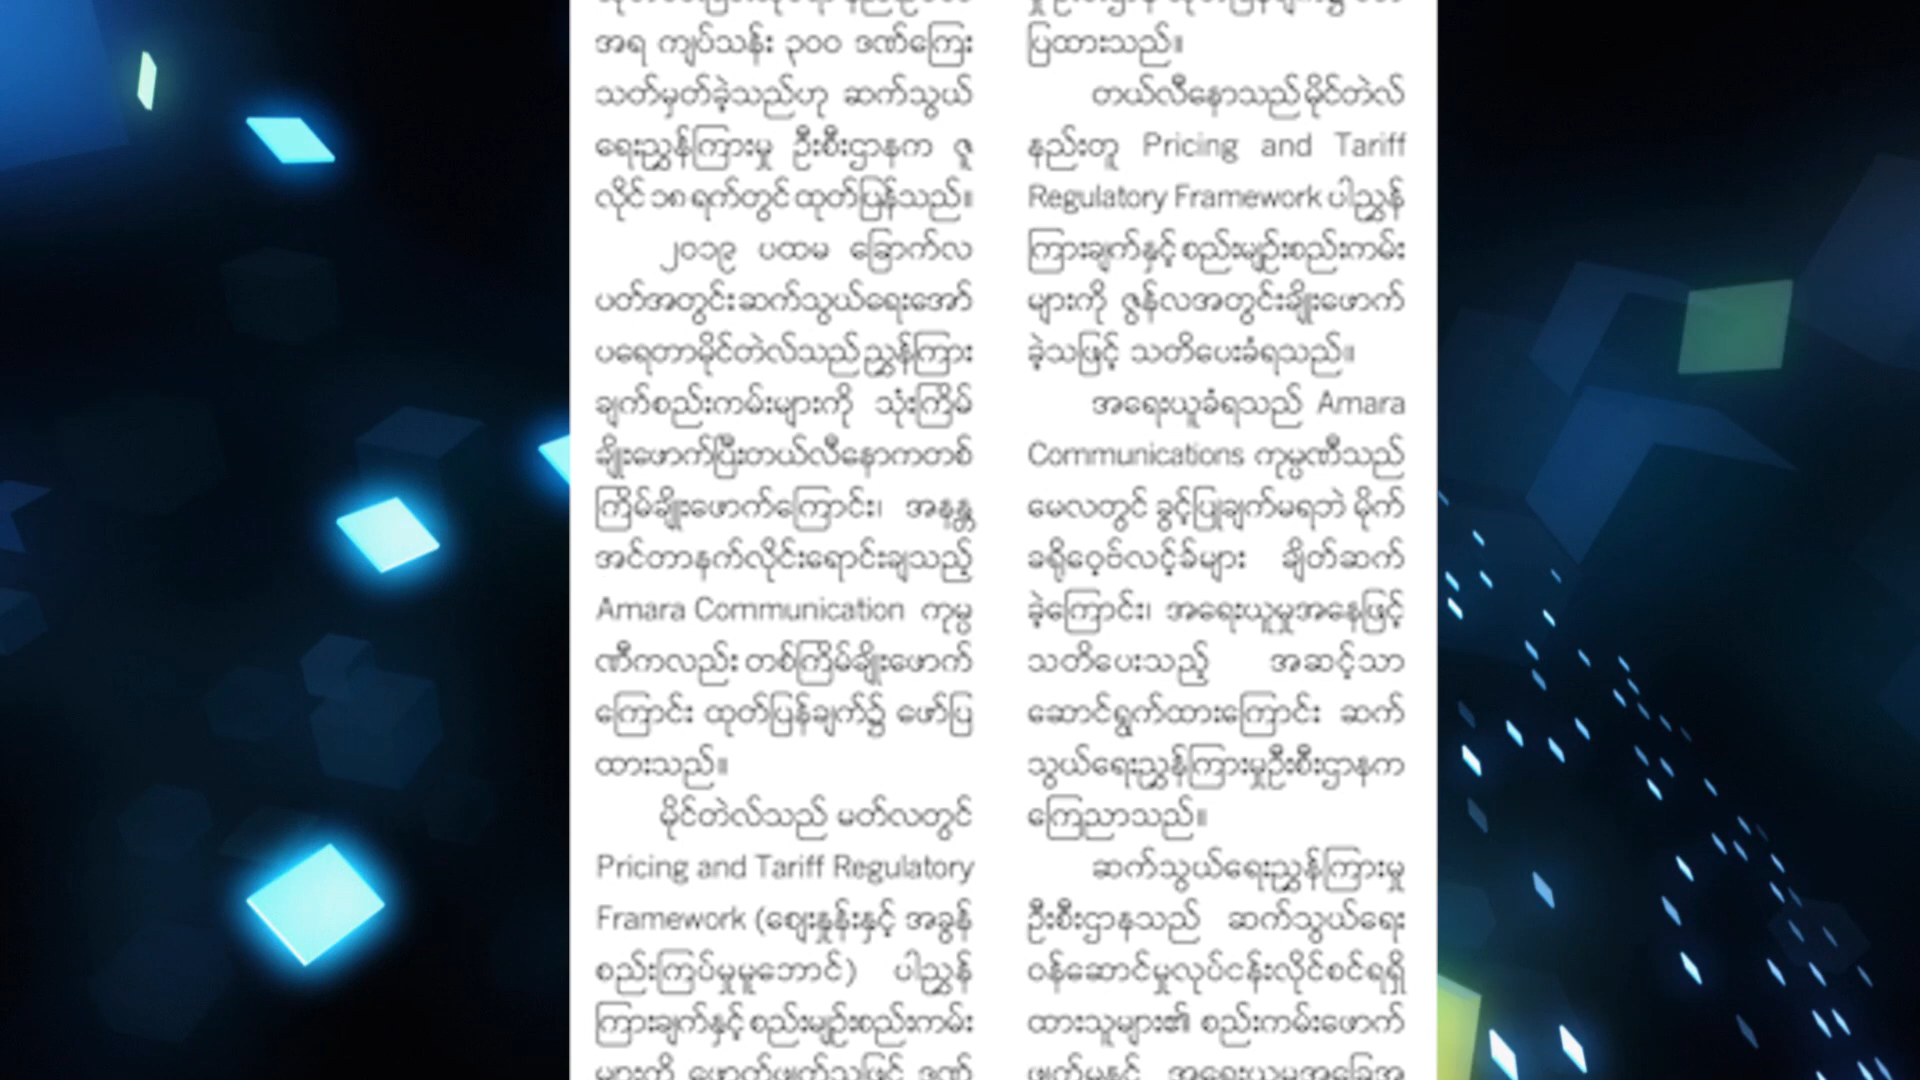 အရ ကျပ်သန်း ၃၀၀ ဒဏ်ကြေး
သတ်မှတ်ခဲ့သည်ဟု ဆက်သွယ်
ရေးညွှန်ကြားမှု ဦးစီးဌာနက ဇူ
လိုင် ၁၈ ရက်တွင် ထုတ်ပြန်သည်။
၂၀၁၉ ပထမ ခြောက်လ
ပတ်အတွင်း ဆက်သွယ်ရေးအော်
ပရေတာမိုင်တဲလ်သည် ညွှန်ကြား
ချက်စည်းကမ်းများကို သုံးကြိမ်
ချိုးဖောက်ပြီးတယ်လီနောကတစ်
ကြိမ်ချိုးဖောက်ကြောင်း၊ အနန္တ
အင်တာနက်လိုင်းရောင်းချသည့်
Amara Communication ကုမ္ပ
ဏီကလည်း တစ်ကြိမ်ချိုးဖောက်
ကြောင်း ထုတ်ပြန်ချက်၌ ဖော်ပြ
ထားသည်။
မိုင်တဲလ်သည် မတ်လတွင်
Pricing and Tariff Regulatory
Framework (ဈေးနှုန်းနှင့် အခွန်
စည်းကြပ်မှုမူဘောင်) ပါညွှန်
ကြားချက်နှင့် စည်းမျဉ်းစည်းကမ်း
များကို ဖောက်ဖျက်သဖြင့် ဒဏ်
ပြထားသည်။
တယ်လီနောသည် မိုင်တဲလ်
နည်းတူ Pricing and Tariff
Regulatory Framework ပါညွှန်
ကြားချက်နှင့် စည်းမျဉ်းစည်းကမ်း
များကို ဇွန်လအတွင်းချိုးဖောက်
ခဲ့သဖြင့် သတိပေးခံရသည်။
အရေးယူခံရသည် Amara
Communications ကုမ္ပဏီသည်
မေလတွင် ခွင့်ပြုချက်မရဘဲ မိုက်
ခရိုဝေ့ဗ်လင့်ခ်များ ချိတ်ဆက်
ခဲ့ကြောင်း၊ အရေးယူမှုအနေဖြင့်
သတိပေးသည့် အဆင့်သာ
ဆောင်ရွက်ထားကြောင်း ဆက်
သွယ်ရေးညွှန်ကြားမှုဦးစီးဌာနက
ကြေညာသည်။
ဆက်သွယ်ရေးညွှန်ကြားမှု
ဦးစီးဌာနသည် ဆက်သွယ်ရေး
ဝန်ဆောင်မှုလုပ်ငန်းလိုင်စင်ရရှိ
ထားသူများ၏ စည်းကမ်းဖောက်